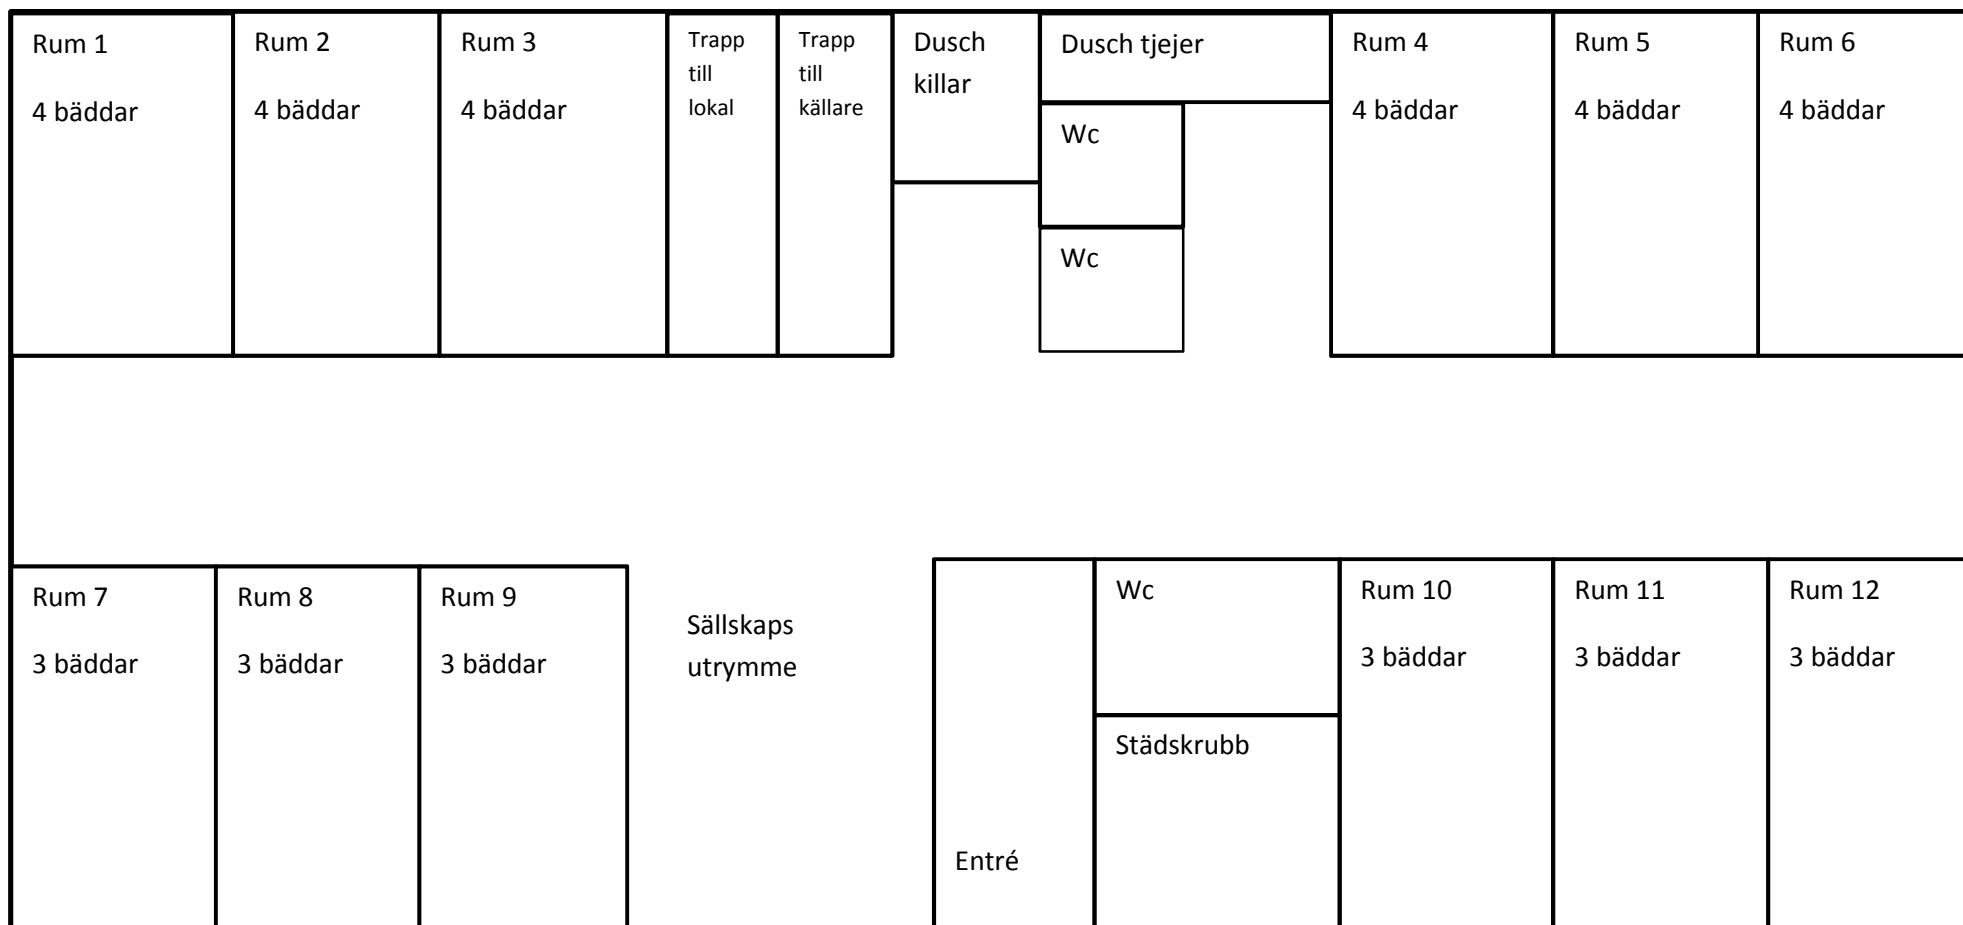 Rum 1
4 bäddar
Rum 2
4 bäddar
Rum 3
4 bäddar
Trapp
till
lokal
Trapp
till
källare
Dusch
killar
Dusch tjejer
Wc
Wc
Rum 4
4 bäddar
Rum 5
4 bäddar
Rum 6
4 bäddar
Rum 7
3 bäddar
Rum 8
3 bäddar
Rum 9
3 bäddar
Sällskaps
utrymme
Entré
Wc
Städskrubb
Rum 10
3 bäddar
Rum 11
3 bäddar
Rum 12
3 bäddar